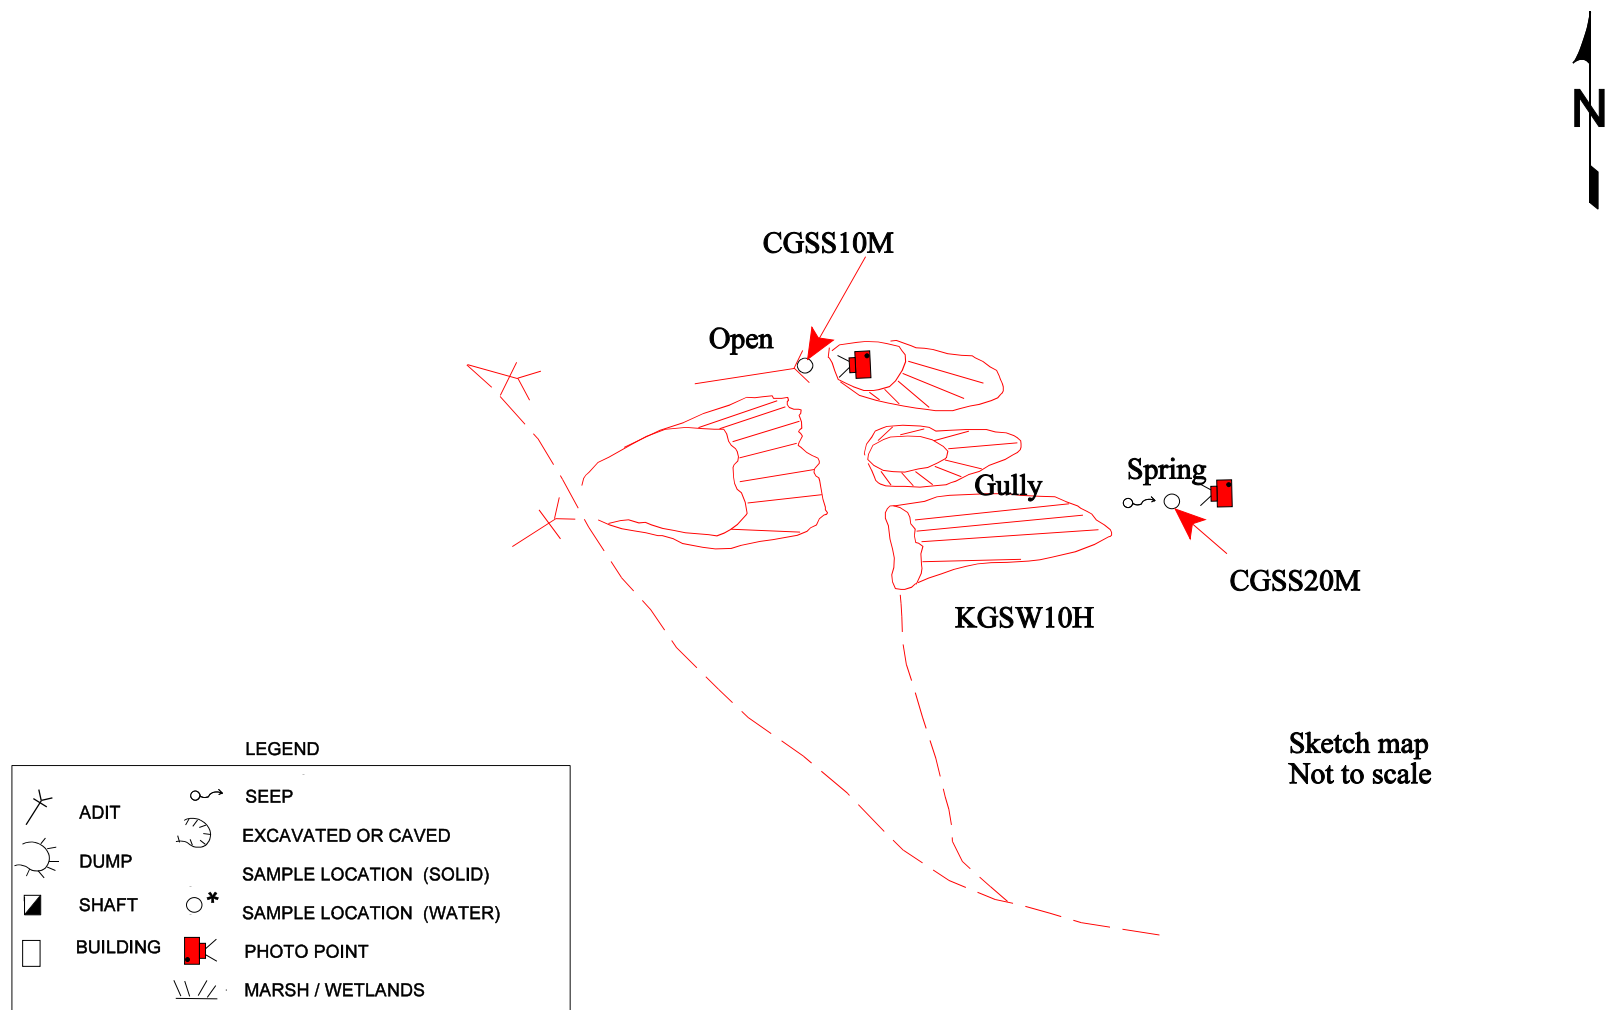 N
CGSS10M
Open
Spring
Gully
CGSS20M
KGSW10H
Sketch map
Not to scale
LEGEND
ADIT
DUMP
SHAFT
BUILDING
SEEP
EXCAVATED OR CAVED
SAMPLE LOCATION (SOLID)
SAMPLE LOCATION (WATER)
PHOTO POINT
MARSH / WETLANDS